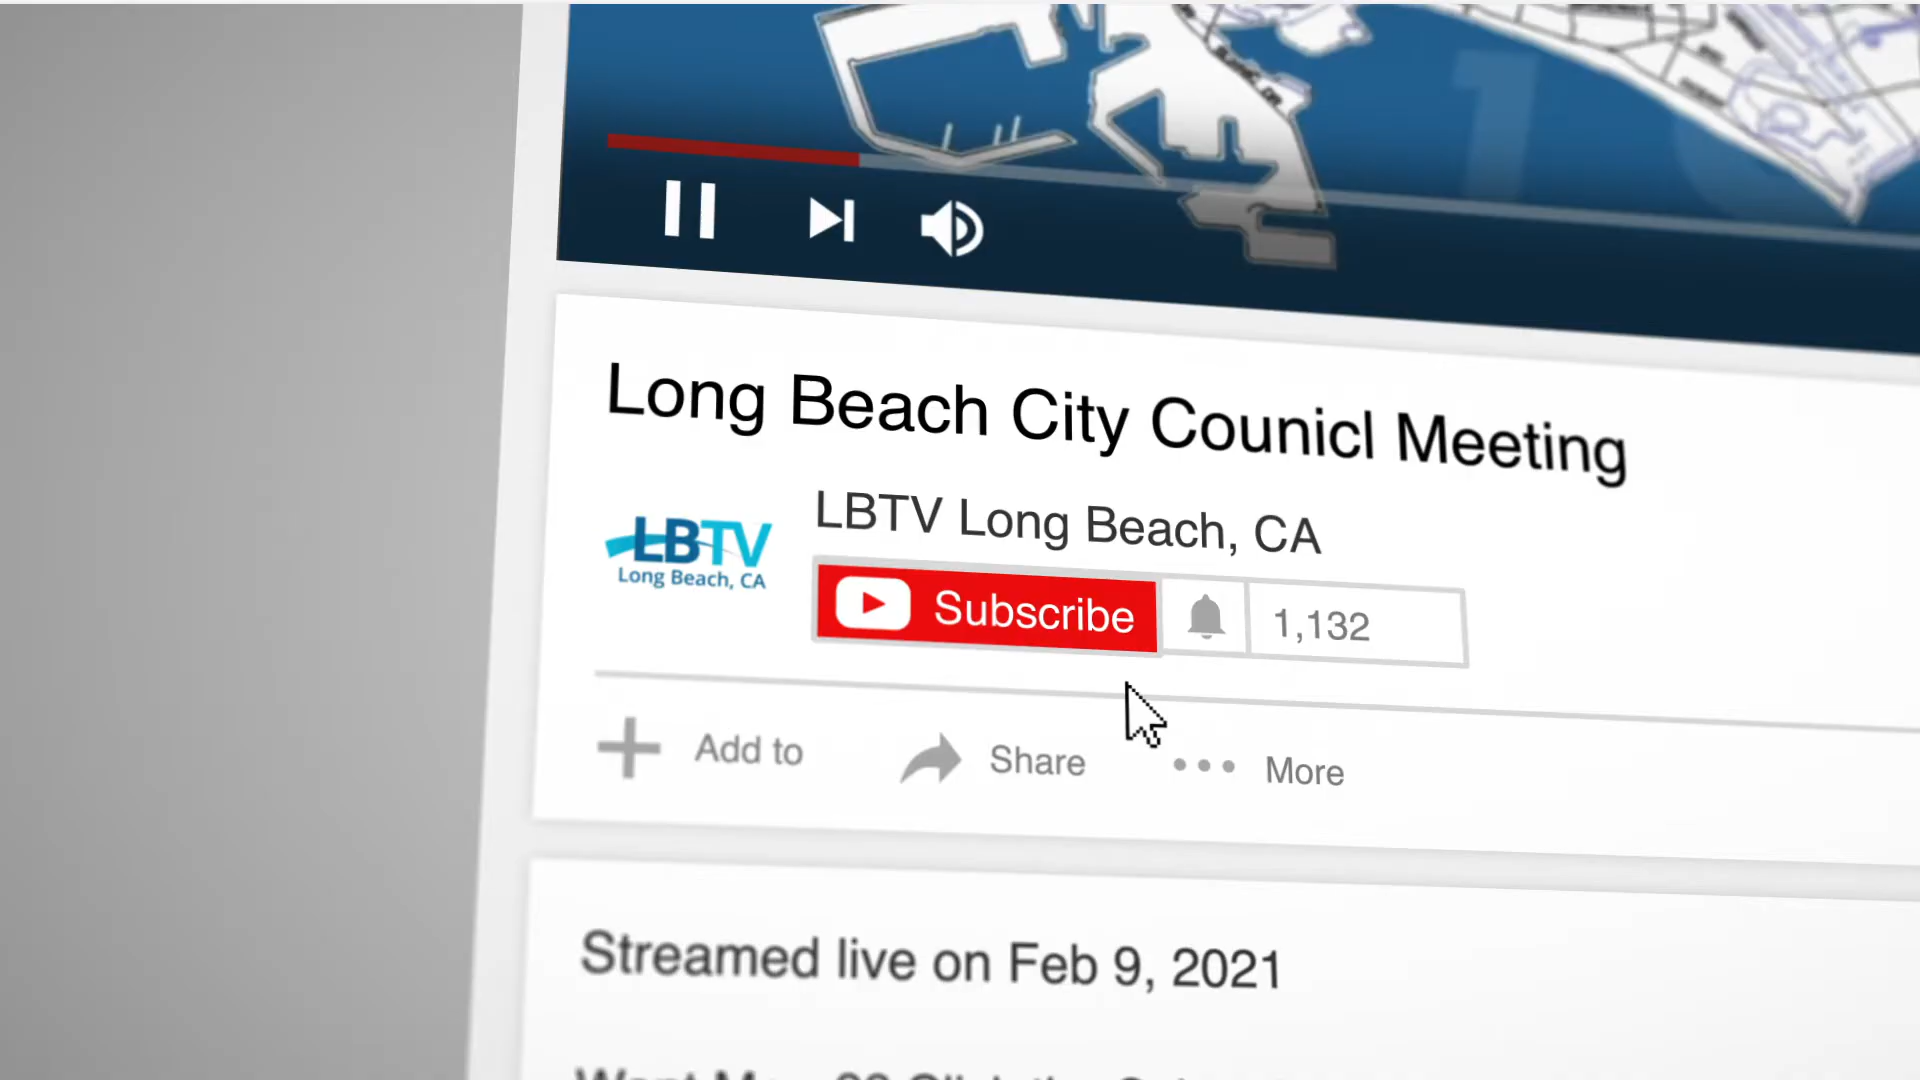 Long Beach City Counicl Meeting
LBTV Long Beach, CA
LBTV
Long Beach, CA
Subscribe
1,132
Add to
Share
More
Streamed live on Feb 9, 2021